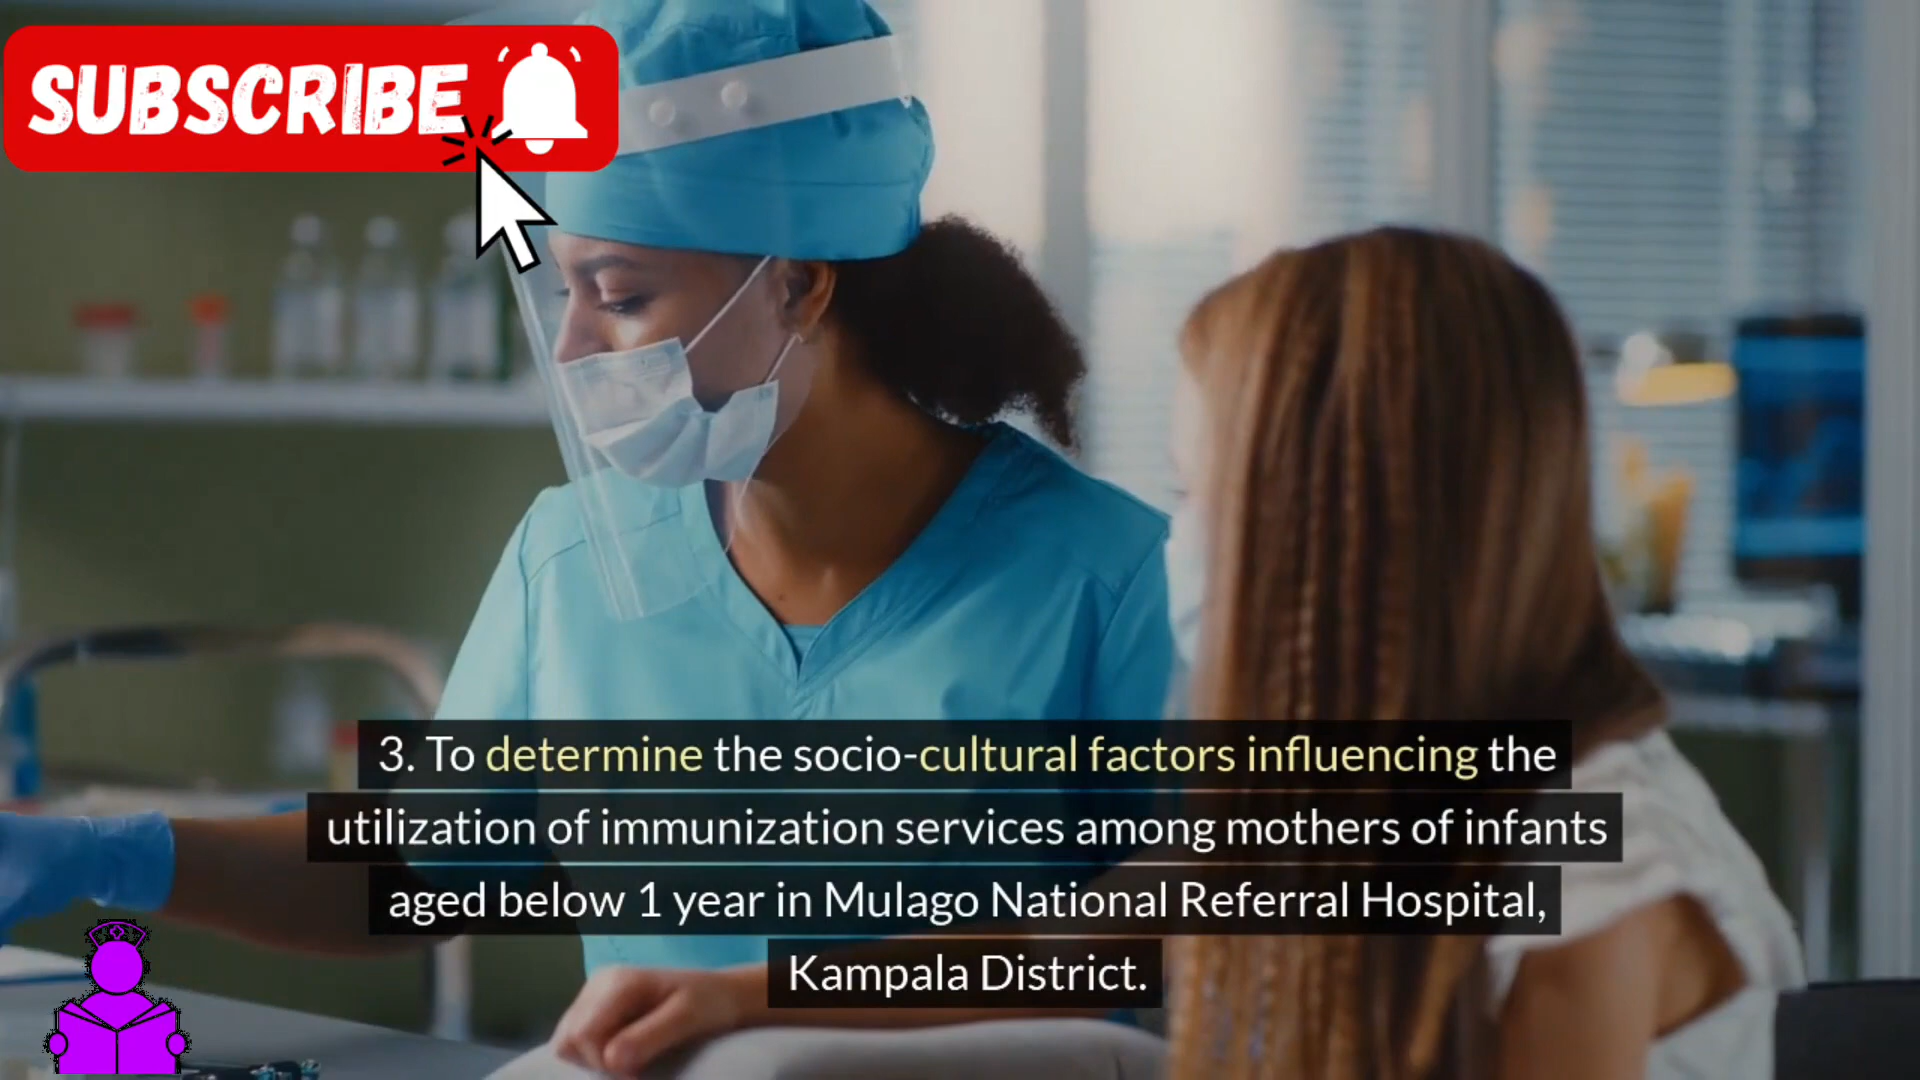 SUBSCRIBE
3. To determine the socio-cultural factors influencing the
utilization of immunization services among mothers of infants
aged below 1 year in Mulago National Referral Hospital,
Kampala District.